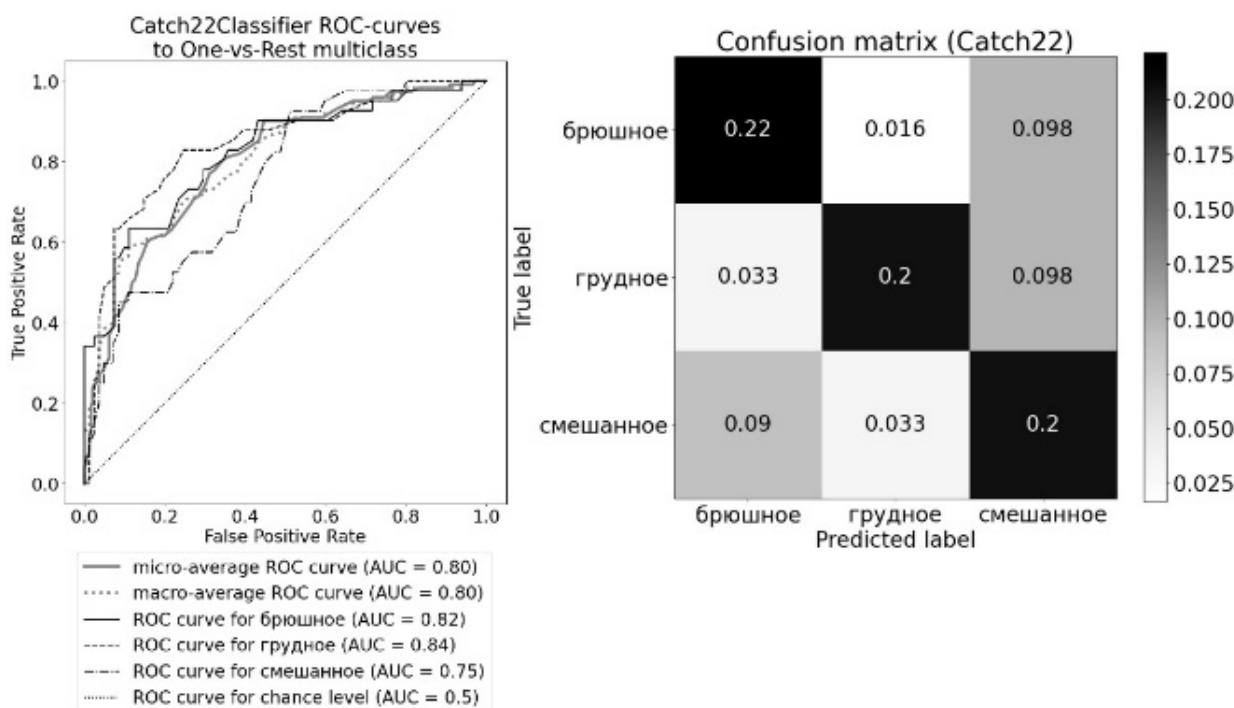 Catch22Classifier ROC-curves
to One-vs-Rest multiclass
1.0
0.8
0.6
0.4
0.2
0.0
True Positive Rate
0.0 0.2 0.4 0.6 0.8 1.0
False Positive Rate
micro-average ROC curve (AUC = 0.80)
macro-average ROC curve (AUC = 0.80)
ROC curve for брюшное (AUC = 0.82)
ROC curve for грудное (AUC = 0.84)
ROC curve for смешанное (AUC = 0.75)
ROC curve for chance level (AUC = 0.5)
Confusion matrix (Catch22)
True label
брюшное 0.22 0.016 0.098
грудное 0.033 0.2 0.098
смешанное 0.09 0.033 0.2
брюшное грудное смешанное
Predicted label
0.200
0.175
0.150
0.125
0.100
0.075
0.050
0.025